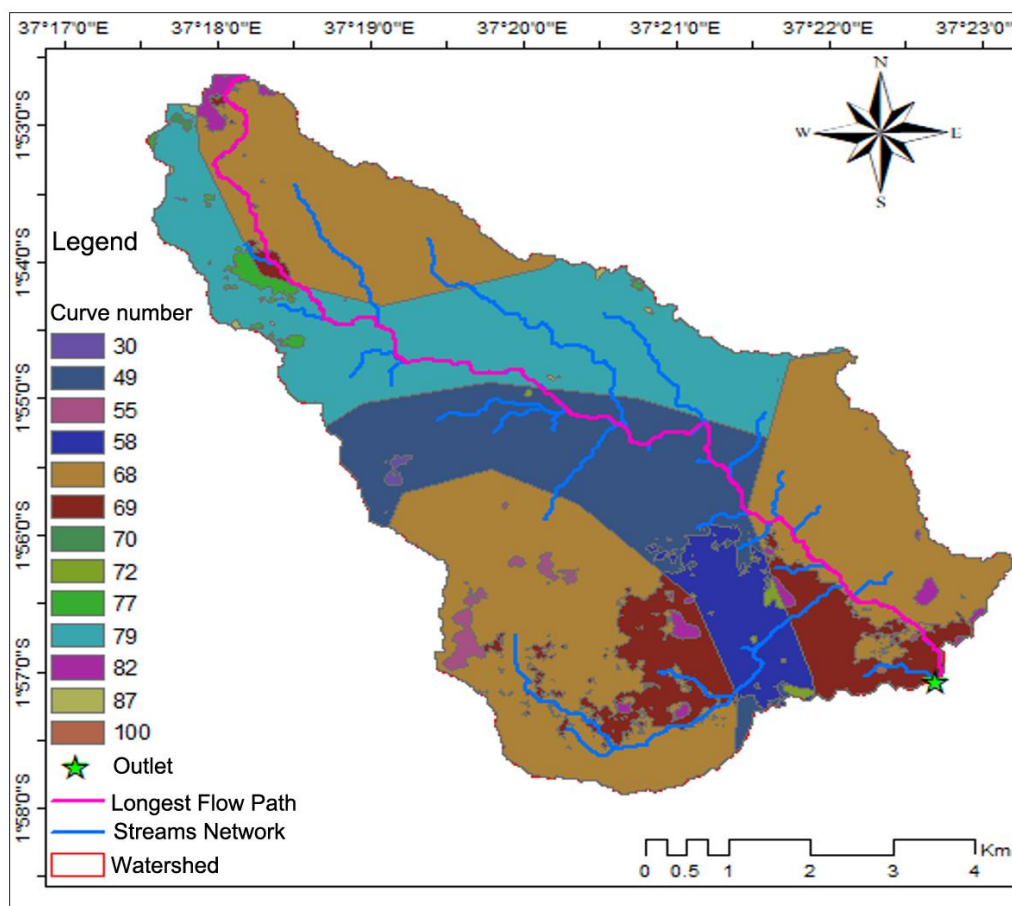 37°17'0"E 37°18'0"E 37°19'0"E 37°20'0"E 37°21'0"E 37°22'0"E 37°23'0"E
N
W E
S
1°53'0"S
1°54'0"S
1°55'0"S
1°56'0"S
1°57'0"S
1°58'0"S
Legend
Curve number
30
49
55
58
68
69
70
72
77
79
82
87
100
Outlet
Longest Flow Path
Streams Network
Watershed
Km
0 0.5 1 2 3 4